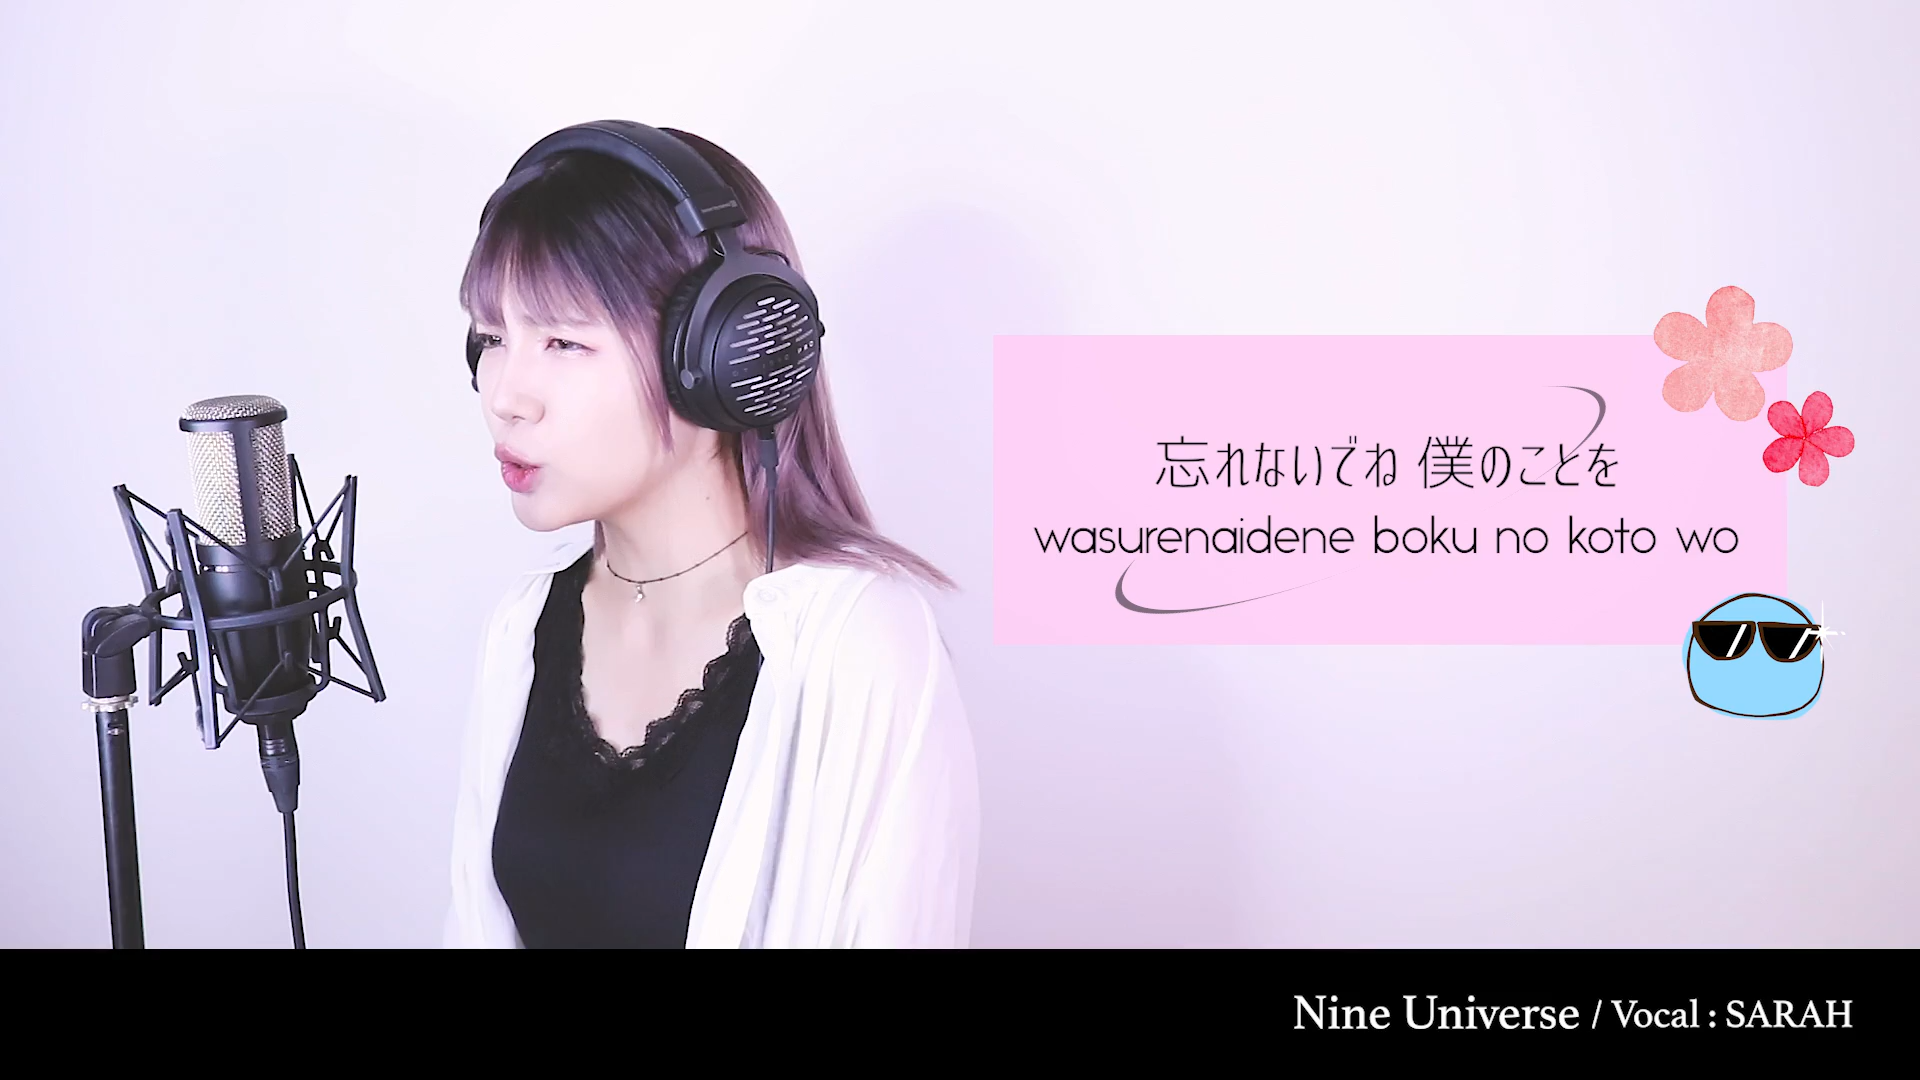 忘れないでね 僕のことを
wasurenaidene boku no koto wo
Nine Universe / Vocal : SARAH